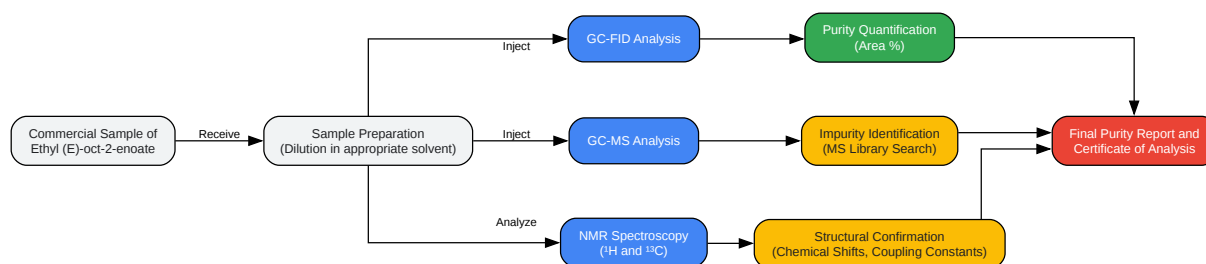 Commercial Sample of
Ethyl (E)-oct-2-enoate
Receive
Sample Preparation
(Dilution in appropriate solvent)
Inject
GC-FID Analysis
Purity Quantification
(Area %)
Inject
GC-MS Analysis
Impurity Identification
(MS Library Search)
Analyze
NMR Spectroscopy
(¹H and ¹³C)
Structural Confirmation
(Chemical Shifts, Coupling Constants)
Final Purity Report and
Certificate of Analysis